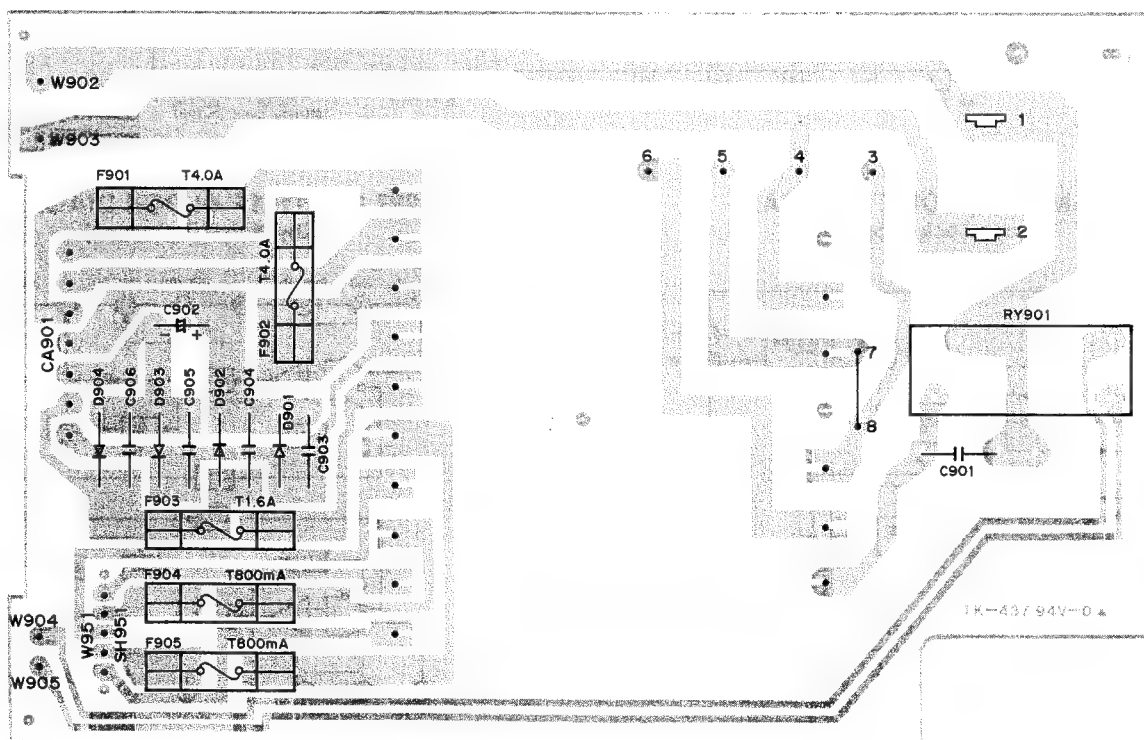 W902
W903
1
6 5 4 3
F901 T4.0A
2
T4.0A
F902
C902
- +
CA901
RY901
7
8
D904
C906
D903
C905
D902
C904
D901
C903
C901
F903 T1.6A
F904 T800mA
W951
SH951
F905 T800mA
W904
W905